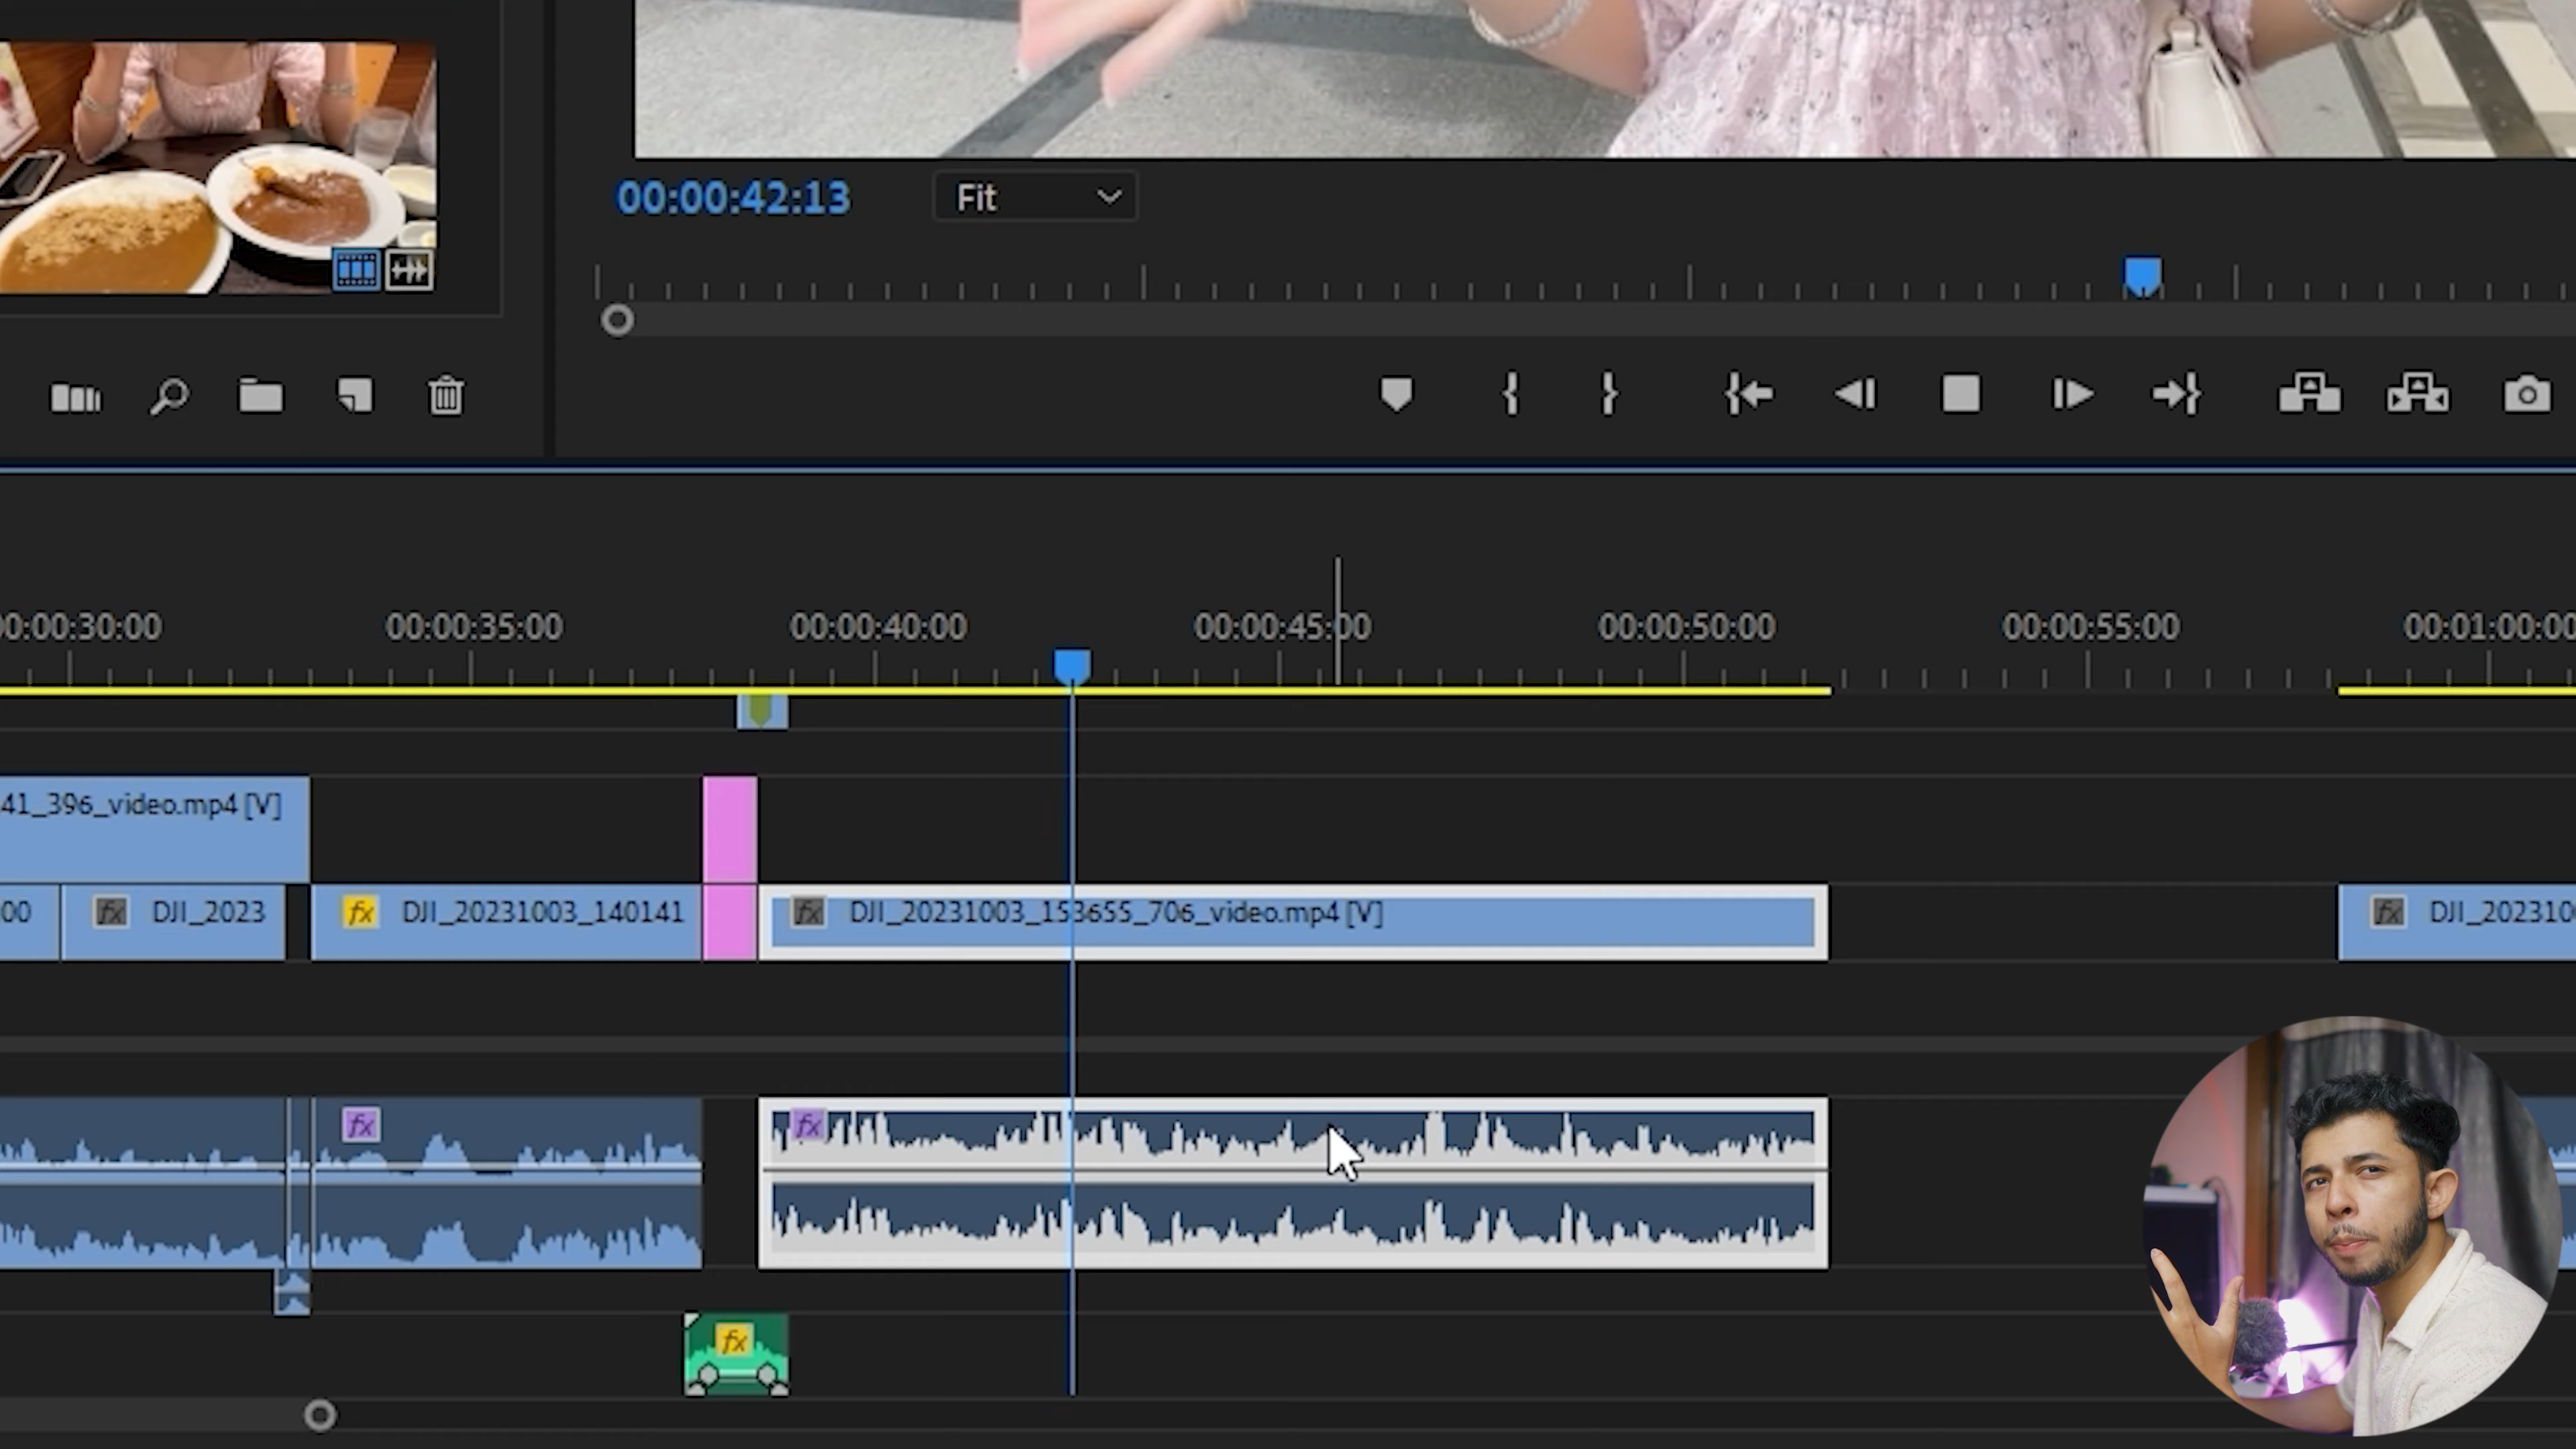 00:00:42:13 Fit
00:00:30:00 00:00:35:00 00:00:40:00 00:00:45:00 00:00:50:00 00:00:55:00 00:01:00:00
41_396_video.mp4 [V]
00 fx DJI_2023 fx DJI_20231003_140141 fx DJI_20231003_153655_706_video.mp4 [V] fx DJI_202310
fx fx
fx